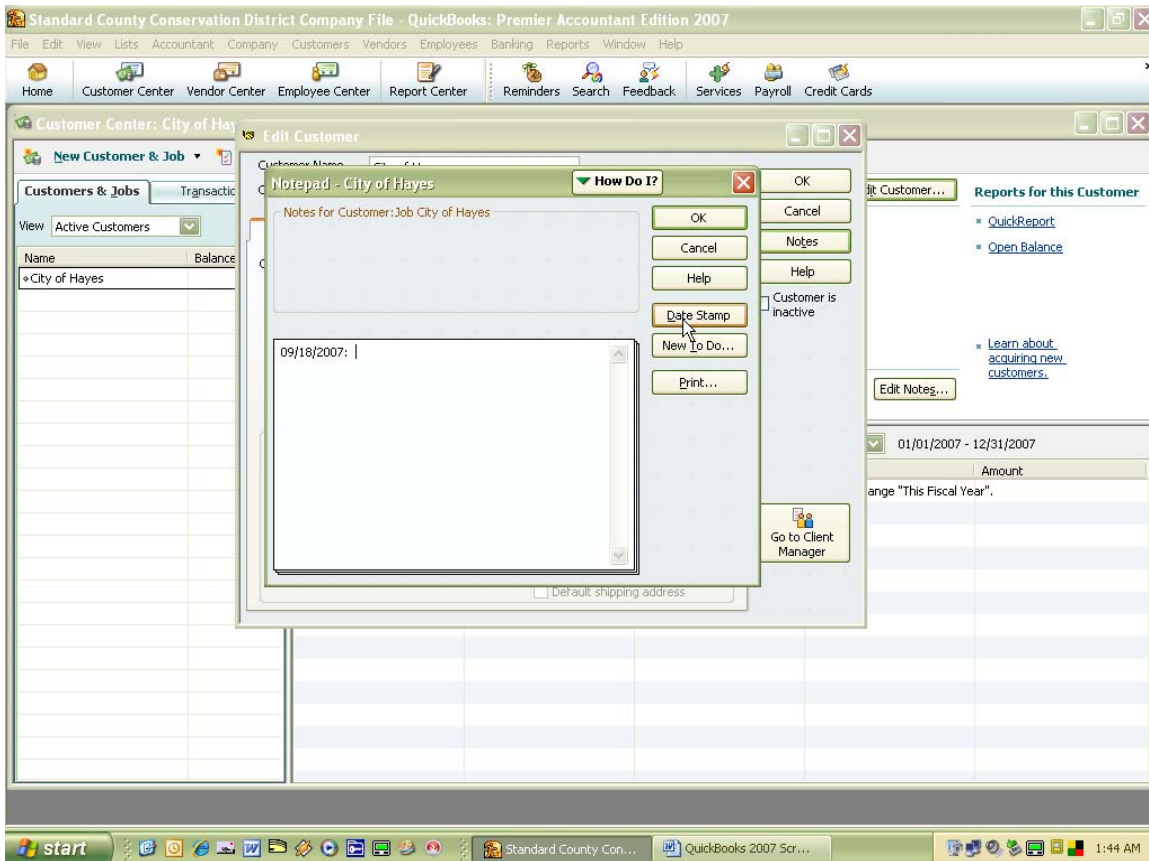 Standard County Conservation District Company File - QuickBooks: Premier Accountant Edition 2007
File Edit View Lists Accountant Company Customers Vendors Employees Banking Reports Window Help
Home Customer Center Vendor Center Employee Center Report Center Reminders Search Feedback Services Payroll Credit Cards
Customer Center: City of Hay
New Customer & Job
Customers & Jobs Transactio
View Active Customers
Name Balance
City of Hayes
Edit Customer
Customer Name
OK
Cancel
Notes
Help
Customer is
inactive
Go to Client
Manager
Default shipping address
Notepad - City of Hayes How Do I?
Notes for Customer:Job City of Hayes
OK
Cancel
Help
Date Stamp
New To Do...
Print...
09/18/2007:
it Customer...
Reports for this Customer
QuickReport
Open Balance
Learn about
acquiring new
customers.
Edit Notes...
01/01/2007 - 12/31/2007
Amount
ange "This Fiscal Year".
start Standard County Con... QuickBooks 2007 Scr... 1:44 AM